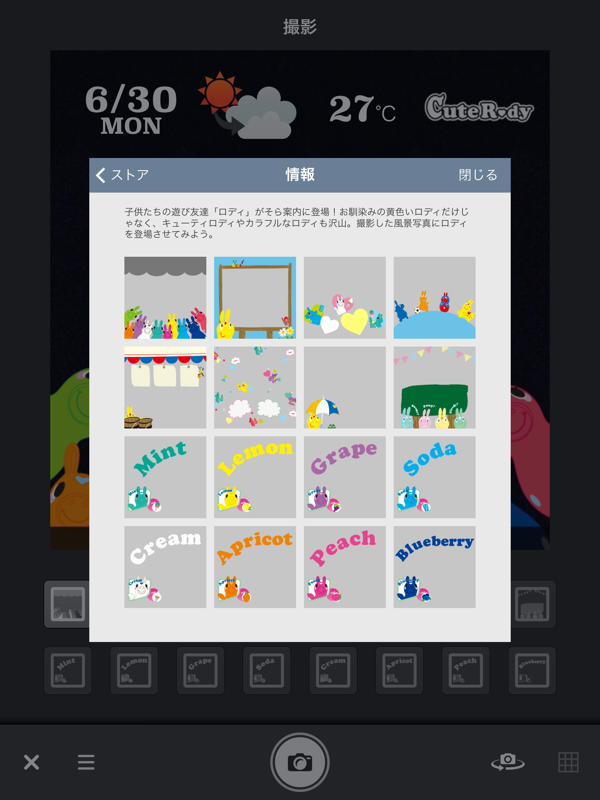 撮影
6/30
MON
27℃
CuteRody
ストア
情報
閉じる
子供たちの遊び友達「ロディ」がそら案内に登場！お馴染みの黄色いロディだけじ
ゃなく、キューティロディやカラフルなロディも沢山。撮影した風景写真にロディ
を登場させてみよう。
Mint
Lemon
Grape
Soda
Cream
Apricot
Peach
Blueberry
Mint
Lemon
Grape
Soda
Cream
Apricot
Peach
Blueberry